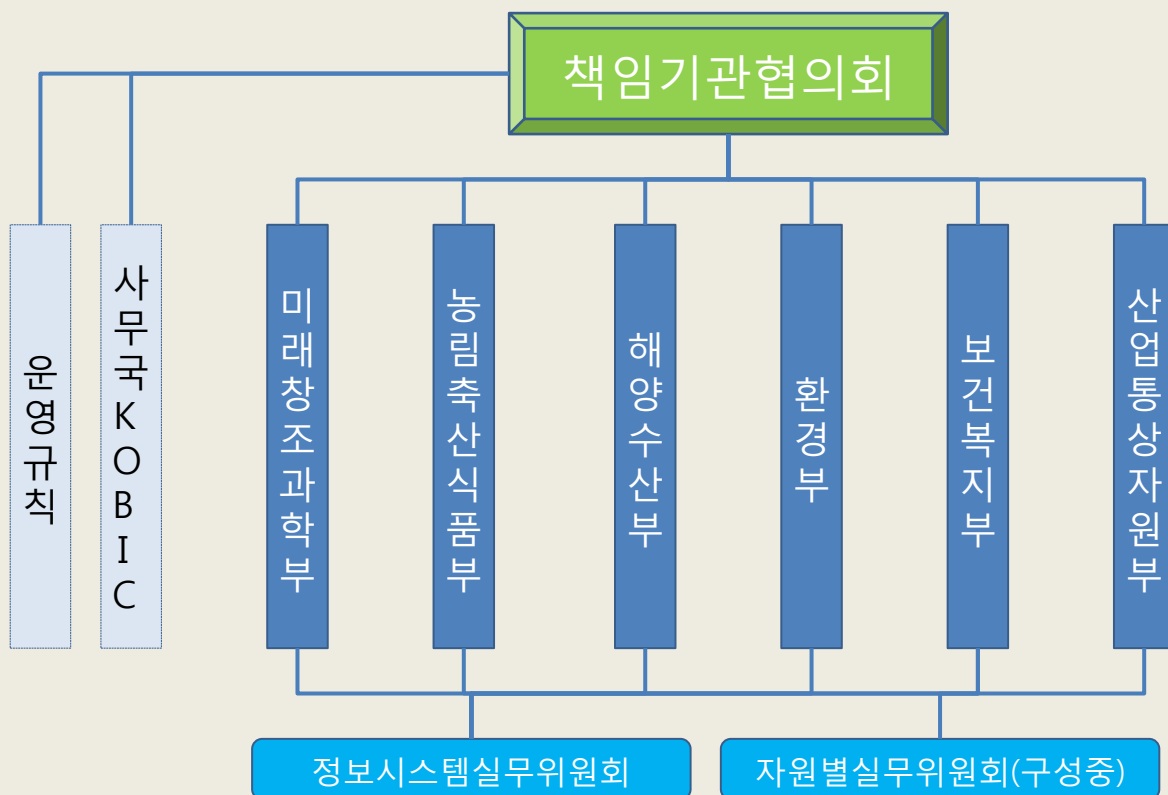 책임기관협의회
운영규칙
사무국KOBIC
미래창조과학부
농림축산식품부
해양수산부
환경부
보건복지부
산업통상자원부
정보시스템실무위원회
자원별실무위원회(구성중)